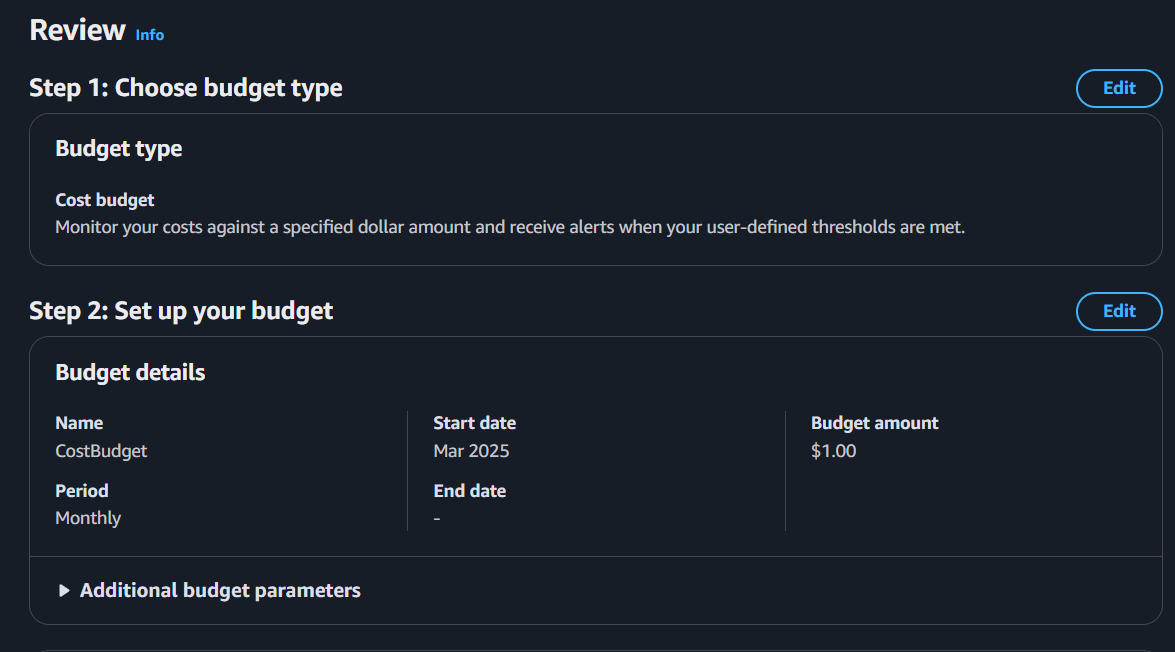 Review Info
Step 1: Choose budget type
Edit
Budget type
Cost budget
Monitor your costs against a specified dollar amount and receive alerts when your user-defined thresholds are met.
Step 2: Set up your budget
Edit
Budget details
Name
CostBudget
Period
Monthly
Start date
Mar 2025
End date
-
Budget amount
$1.00
Additional budget parameters